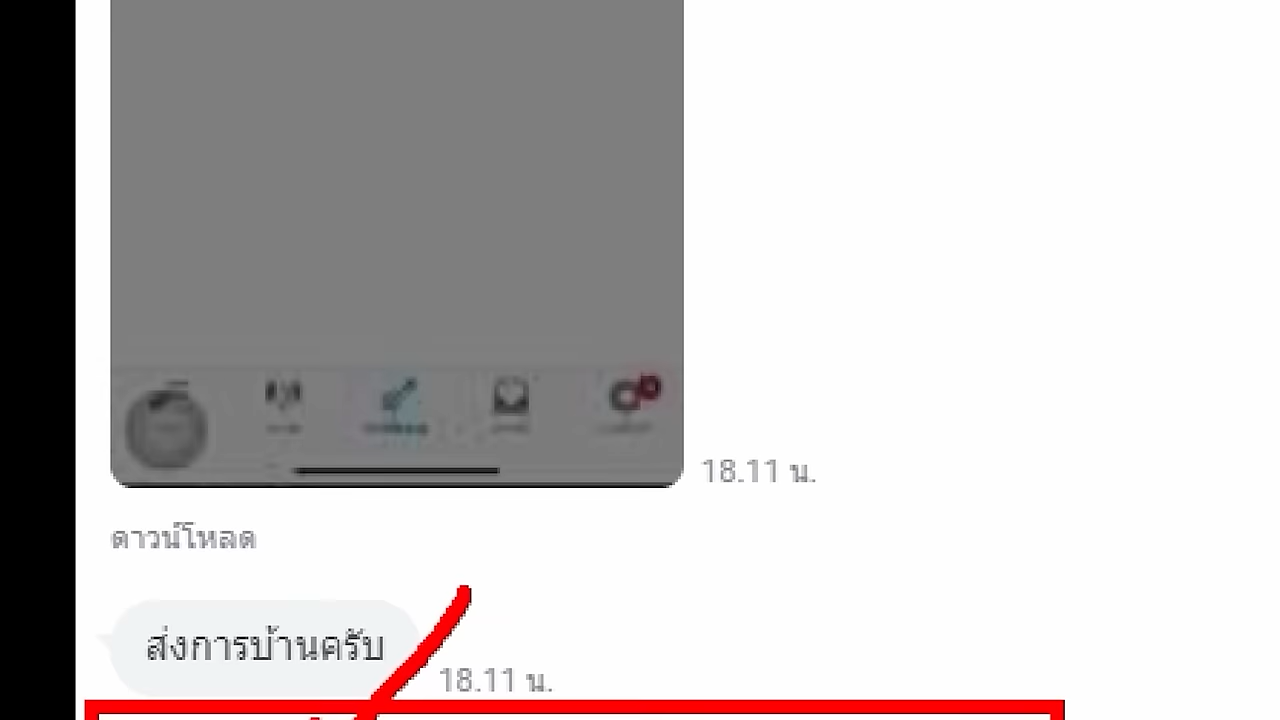 18.11 น.
ดาวน์โหลด
ส่งการบ้านครับ
18.11 น.